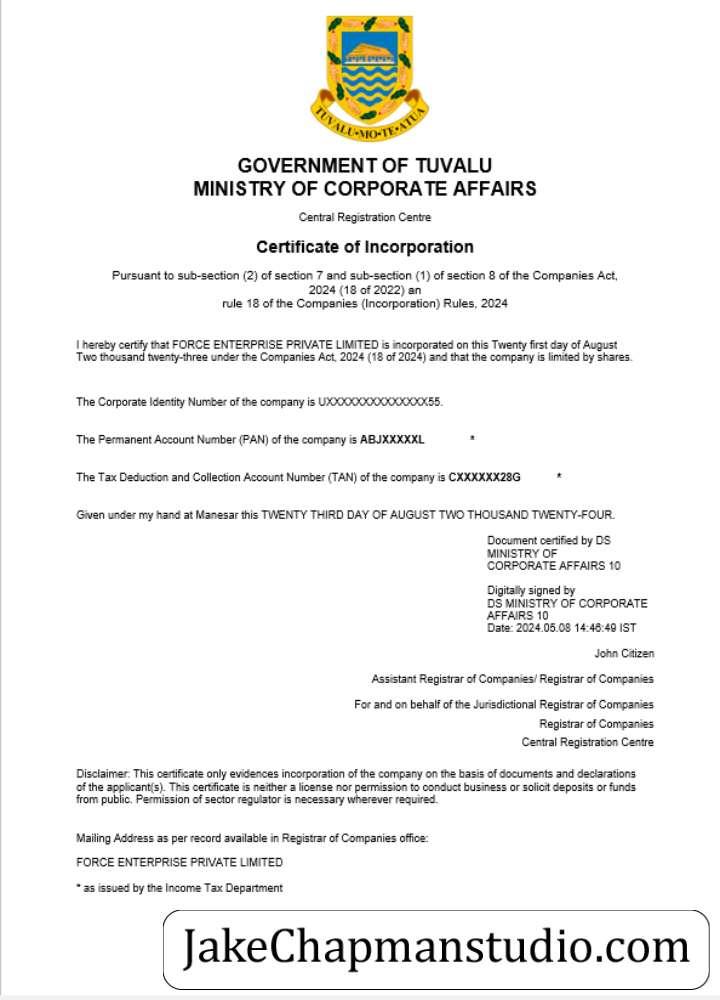 TUVALU•MO•TE•ATUA
GOVERNMENT OF TUVALU
MINISTRY OF CORPORATE AFFAIRS
Central Registration Centre
Certificate of Incorporation
Pursuant to sub-section (2) of section 7 and sub-section (1) of section 8 of the Companies Act,
2024 (18 of 2022) an
rule 18 of the Companies (Incorporation) Rules, 2024
I hereby certify that FORCE ENTERPRISE PRIVATE LIMITED is incorporated on this Twenty first day of August
Two thousand twenty-three under the Companies Act, 2024 (18 of 2024) and that the company is limited by shares.
The Corporate Identity Number of the company is UXXXXXXXXXXXXXX55.
The Permanent Account Number (PAN) of the company is ABJXXXXXL *
The Tax Deduction and Collection Account Number (TAN) of the company is CXXXXXX28G *
Given under my hand at Manesar this TWENTY THIRD DAY OF AUGUST TWO THOUSAND TWENTY-FOUR.
Document certified by DS
MINISTRY OF
CORPORATE AFFAIRS 10
Digitally signed by
DS MINISTRY OF CORPORATE
AFFAIRS 10
Date: 2024.05.08 14:46:49 IST
John Citizen
Assistant Registrar of Companies/ Registrar of Companies
For and on behalf of the Jurisdictional Registrar of Companies
Registrar of Companies
Central Registration Centre
Disclaimer: This certificate only evidences incorporation of the company on the basis of documents and declarations
of the applicant(s). This certificate is neither a license nor permission to conduct business or solicit deposits or funds
from public. Permission of sector regulator is necessary wherever required.
Mailing Address as per record available in Registrar of Companies office:
FORCE ENTERPRISE PRIVATE LIMITED
* as issued by the Income Tax Department
JakeChapmanstudio.com